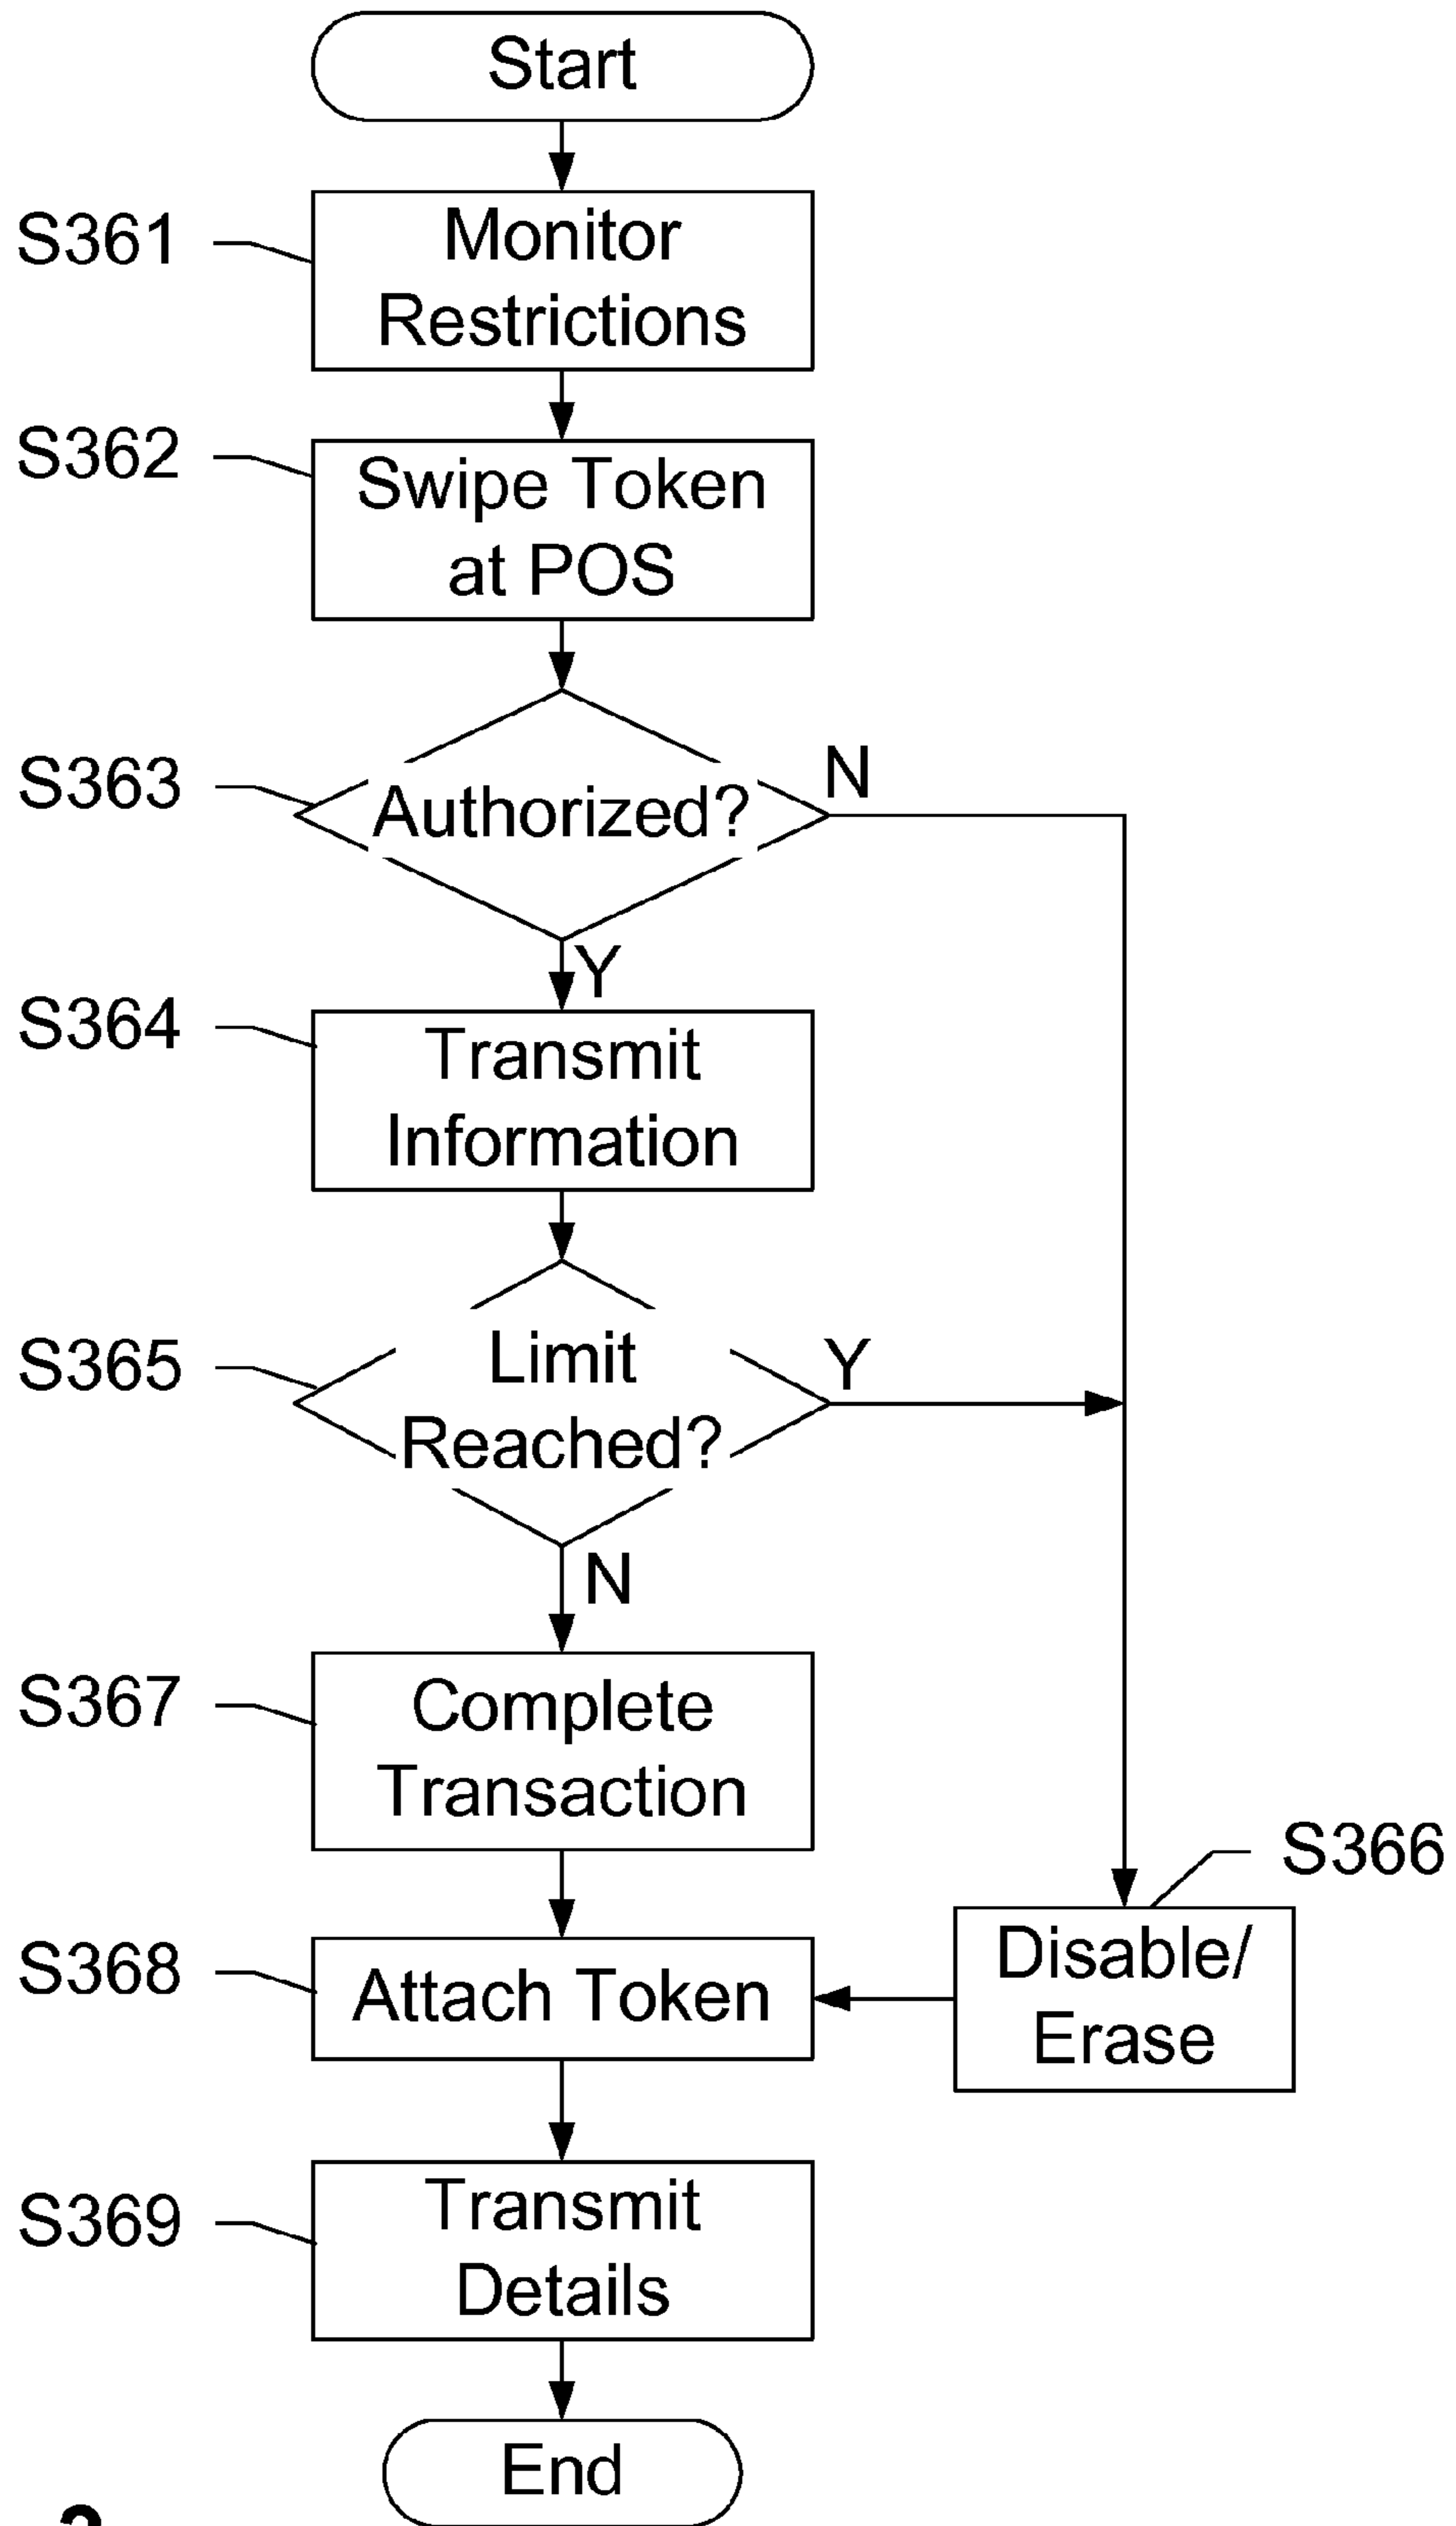 Start
S361
Monitor
Restrictions
S362
Swipe Token
at POS
S363
Authorized?
N
Y
S364
Transmit
Information
S365
Limit
Reached?
Y
N
S367
Complete
Transaction
S366
Disable/
Erase
S368
Attach Token
S369
Transmit
Details
End